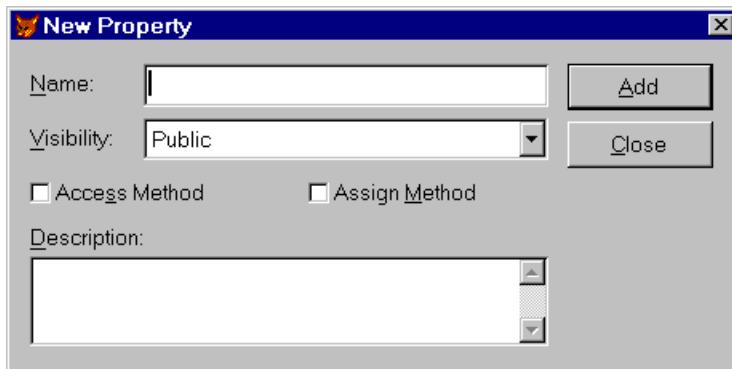 New Property
Name:
Add
Visibility:
Public
Close
Access Method
Assign Method
Description: